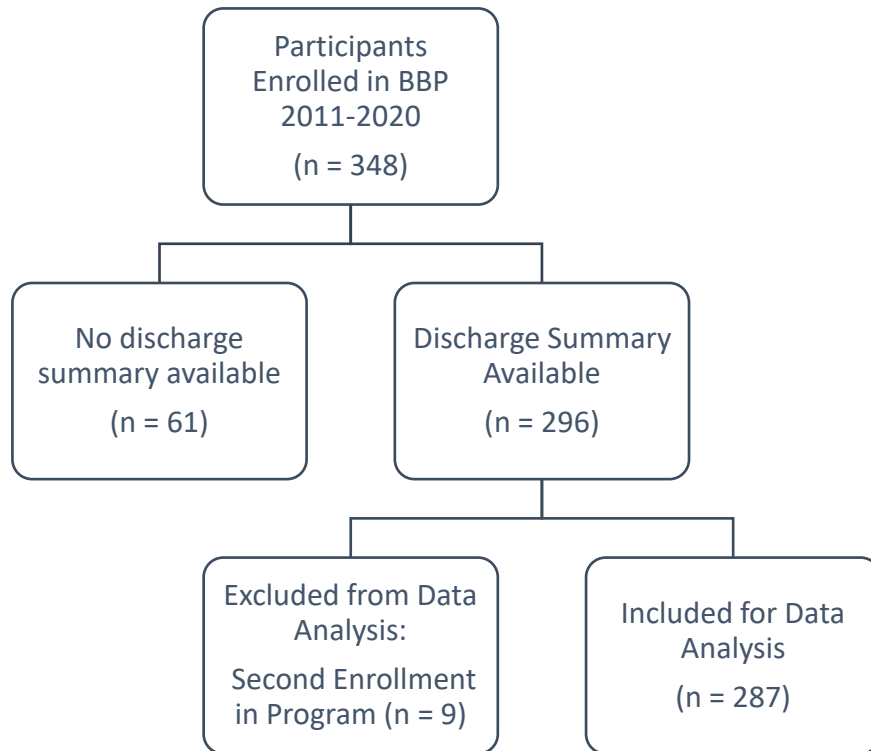 Participants
Enrolled in BBP
2011-2020
(n = 348)
No discharge
summary available
(n = 61)
Discharge Summary
Available
(n = 296)
Excluded from Data
Analysis:
Second Enrollment
in Program (n = 9)
Included for Data
Analysis
(n = 287)